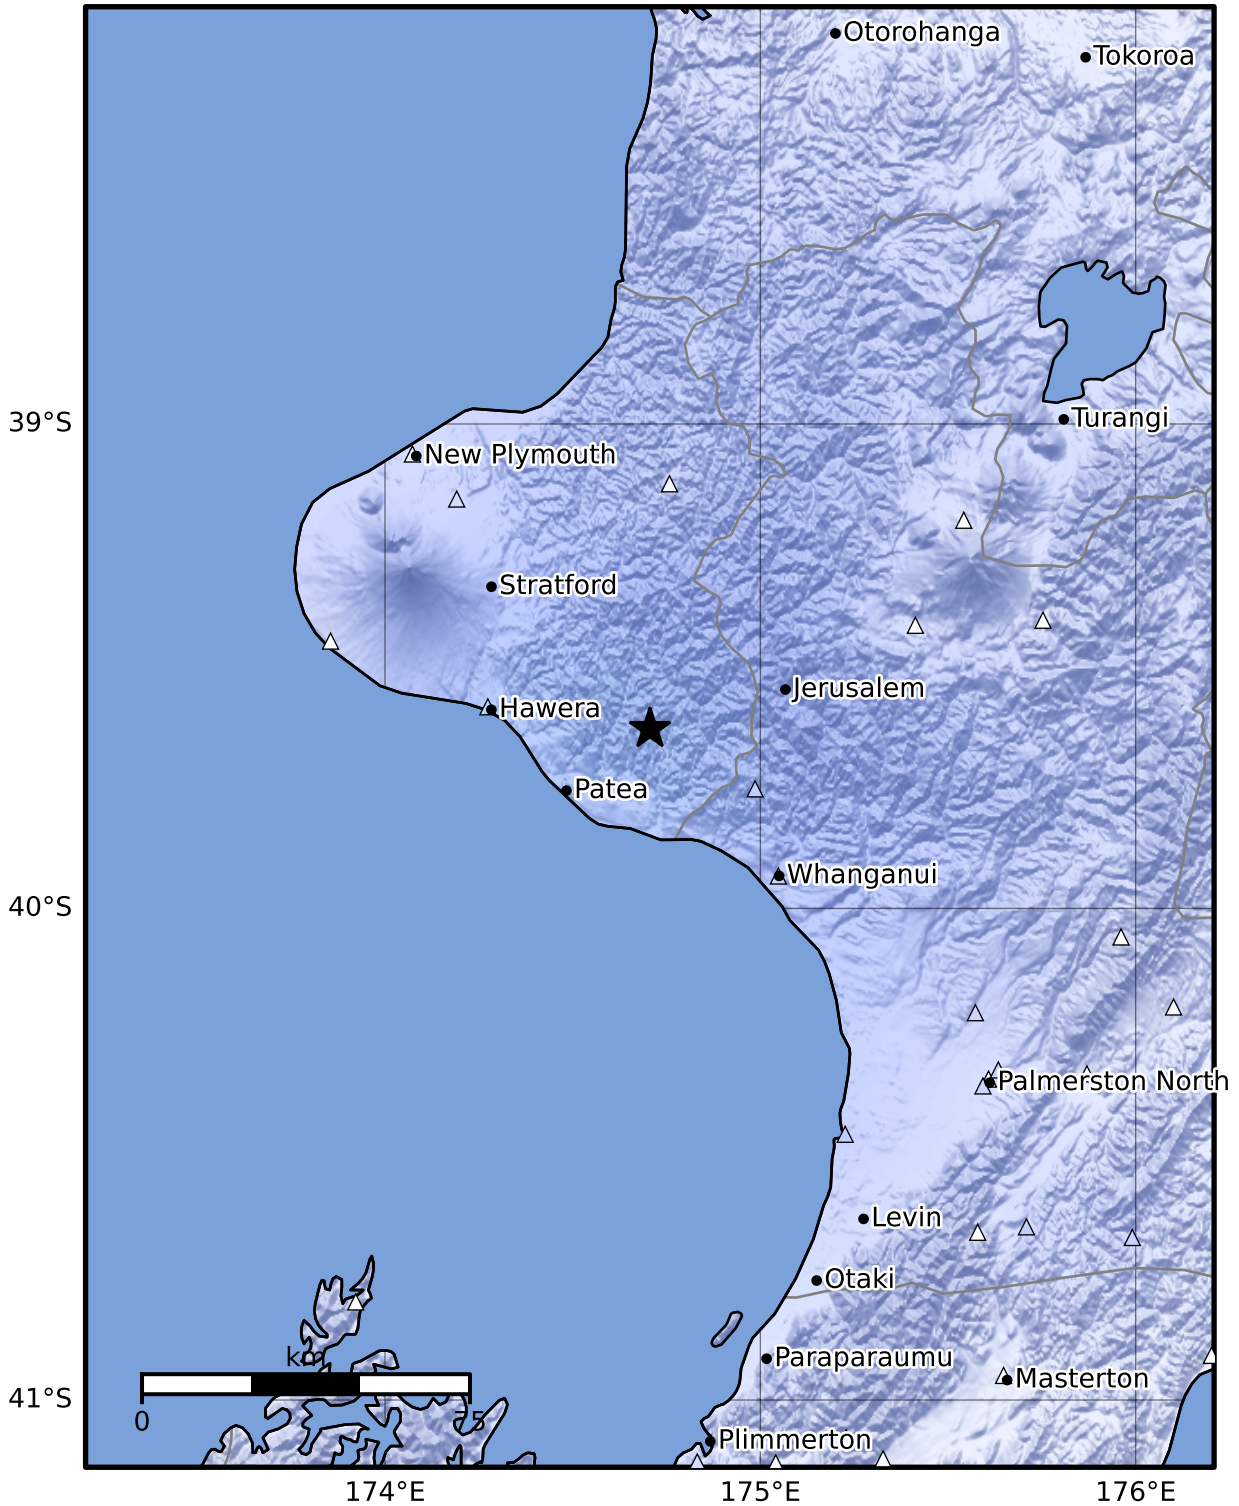 Otorohanga
Tokoroa
39°S
Turangi
New Plymouth
Stratford
Jerusalem
Hawera
Patea
Whanganui
40°S
Palmerston North
Levin
Otaki
km
Paraparaumu
Masterton
41°S
0
75
Plimmerton
174°E
175°E
176°E